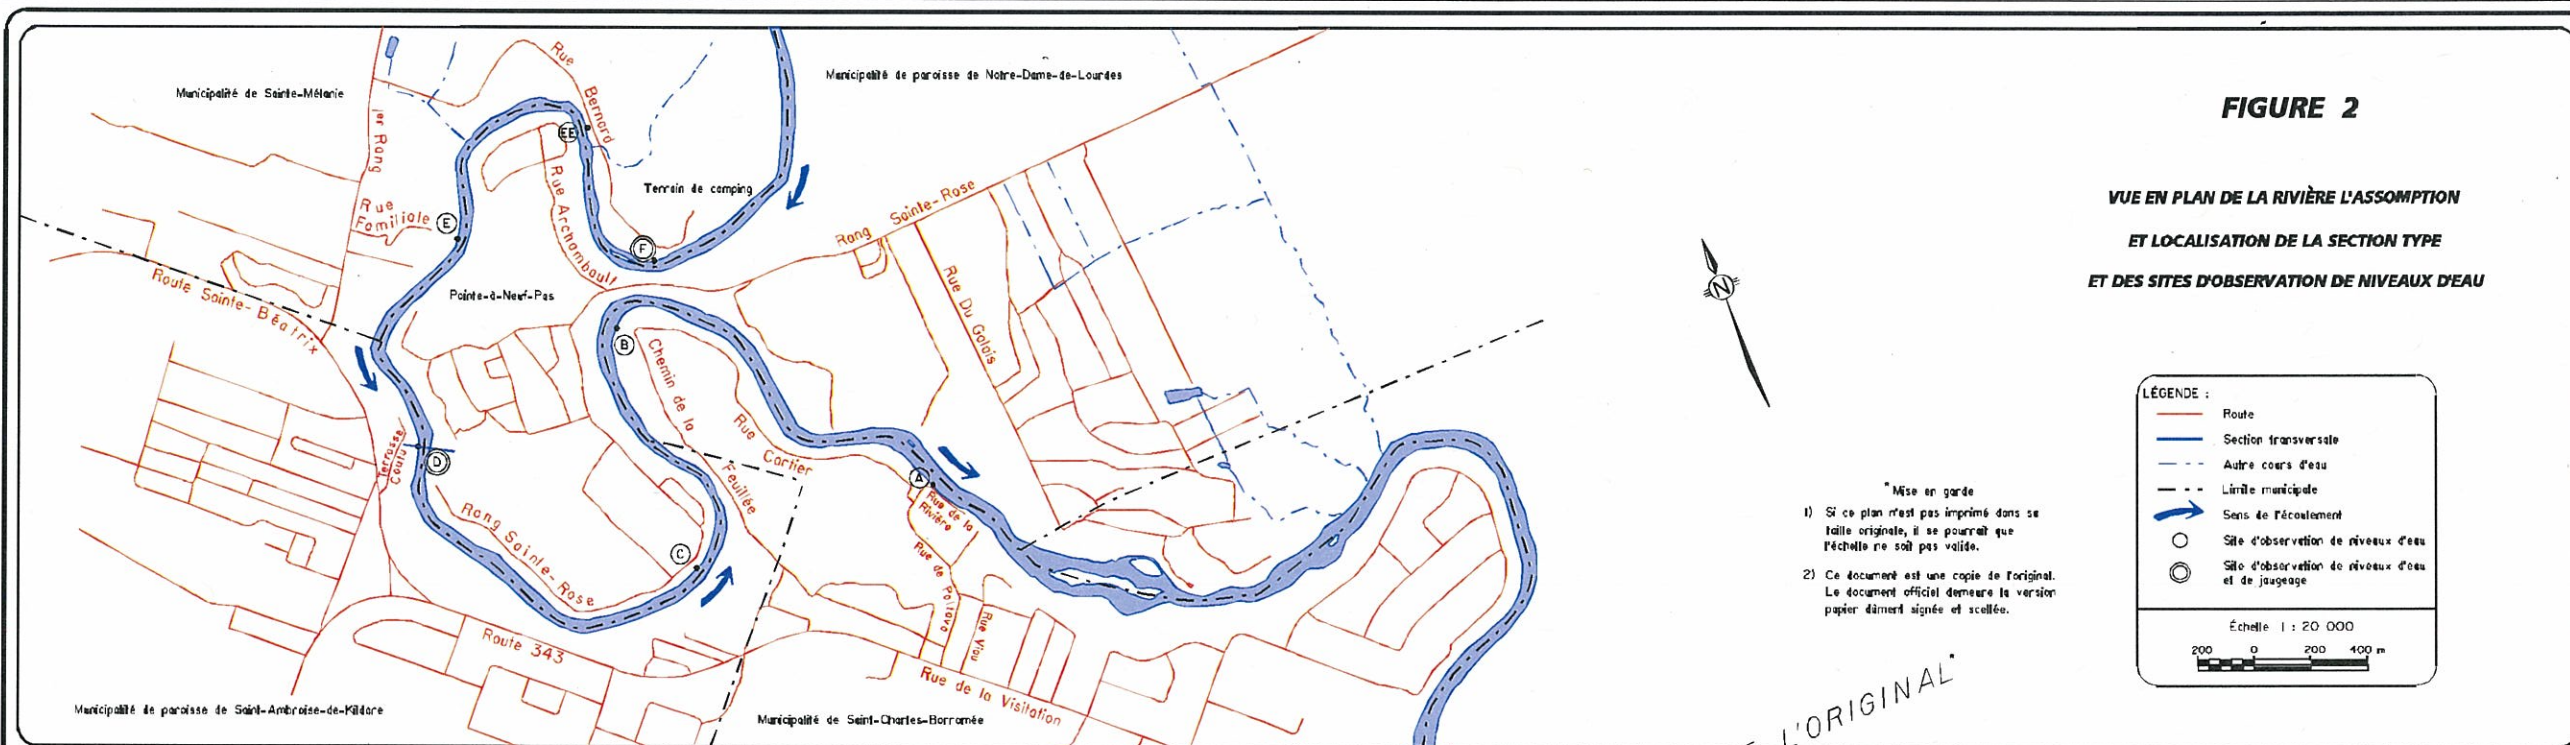 Municipalité de Sainte-Mélanie
Municipalité de paroisse de Notre-Dame-de-Lourdes
FIGURE 2
VUE EN PLAN DE LA RIVIÈRE L'ASSOMPTION
ET LOCALISATION DE LA SECTION TYPE
ET DES SITES D'OBSERVATION DE NIVEAUX D'EAU
Rue
Bernard
1er Rang
EE
Rue Archambault
Terrain de camping
Rue
Familiale
E
F
Rang
Sainte-Rose
Route Sainte-Béatrix
Pointe-à-Neuf-Pas
Rue Du Golais
N
B
Chemin de la
Feuillée
Rue
Cartier
Terrasse
Coutu
D
A
Rue de la
Rivière
Rang Sainte-Rose
C
Rue de
Rue
Route 343
Rue de la Visitation
Municipalité de paroisse de Saint-Ambroise-de-Kildare
Municipalité de Saint-Charles-Borromée
*Mise en garde
1) Si ce plan n'est pas imprimé dans sa
taille originale, il se pourrait que
l'échelle ne soit pas valide.
2) Ce document est une copie de l'original.
Le document officiel demeure la version
papier dûment signée et scellée.
L'ORIGINAL*
LÉGENDE :
Route
Section transversale
Autre cours d'eau
Limite municipale
Sens de l'écoulement
Site d'observation de niveaux d'eau
Site d'observation de niveaux d'eau
et de jaugeage
Échelle 1 : 20 000
200 0 200 400 m